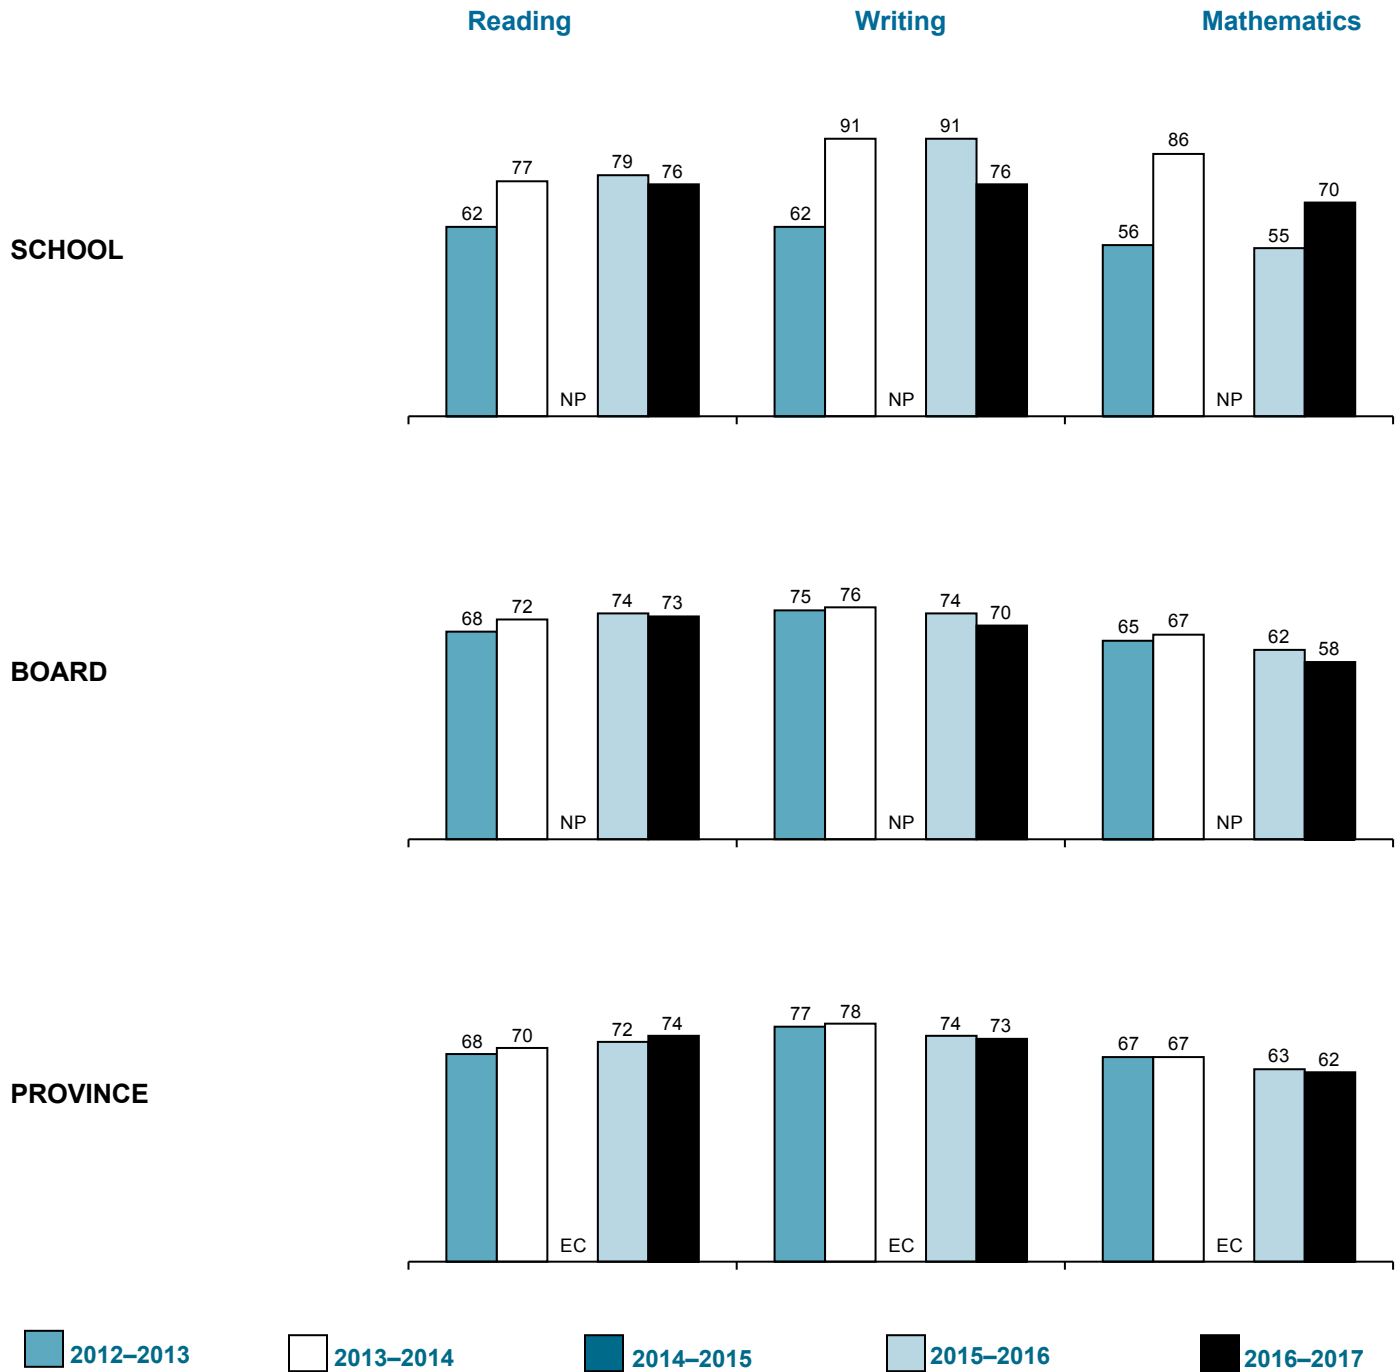 Reading Writing Mathematics
SCHOOL
62 77 NP 79 76 62 91 NP 91 76 56 86 NP 55 70
BOARD
68 72 NP 74 73 75 76 NP 74 70 65 67 NP 62 58
PROVINCE
68 70 EC 72 74 77 78 EC 74 73 67 67 EC 63 62
2012–2013 2013–2014 2014–2015 2015–2016 2016–2017